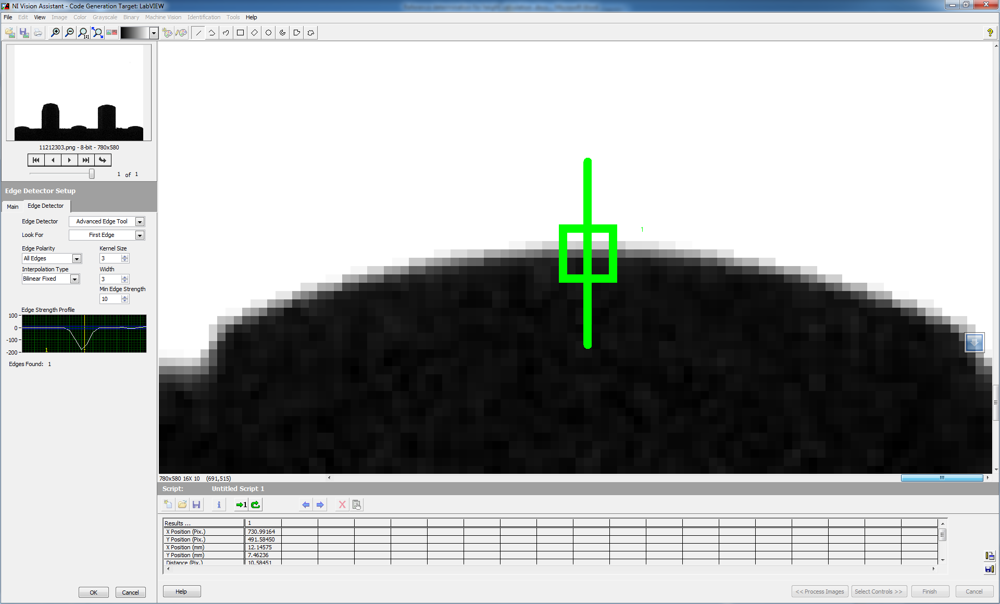 NI Vision Assistant - Code Generation Target: LabVIEW
File Edit View Image Color Grayscale Binary Machine Vision Identification Tools Help
1:1
?
11212303.png - 8-bit - 780x580
1 of 1
Edge Detector Setup
Main Edge Detector
Edge Detector Advanced Edge Tool
Look For First Edge
Edge Polarity Kernel Size
All Edges 3
Interpolation Type Width
Bilinear Fixed 3
Min Edge Strength
10
Edge Strength Profile
100
0
-100
-200
1
Edges Found: 1
OK Cancel
1
780x580 16X 10 (691,515)
Script: Untitled Script 1
1
Results ... 1
X Position (Pix.) 730.99164
Y Position (Pix.) 491.58450
X Position (mm) 12.14575
Y Position (mm) 7.46236
Distance (Pix.) 10.58451
Help << Process Images Select Controls >> Finish Cancel